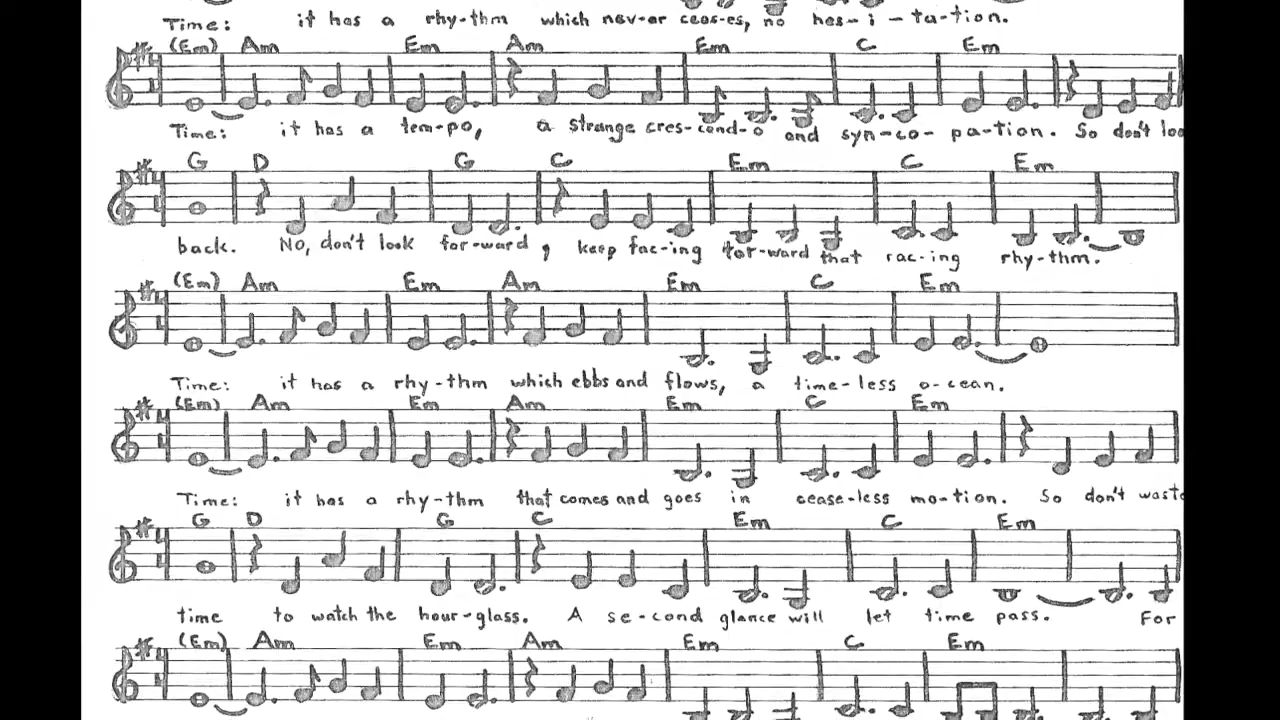 Time: it has a rhy-thm which nev-er ceas-es, no hes-i-ta-tion.
(Em) Am Em Am Em C Em
Time: it has a tem-po, a strange cres-cend-o and syn-co-pa-tion. So don't loo
G D G C Em C Em
back. No, don't look for-ward, keep fac-ing for-ward that rac-ing rhy-thm.
(Em) Am Em Am Em C Em
Time: it has a rhy-thm which ebbs and flows, a time-less o-cean.
(Em) Am Em Am Em C Em
Time: it has a rhy-thm that comes and goes in cease-less mo-tion. So don't waste
G D G C Em C Em
time to watch the hour-glass. A se-cond glance will let time pass. For
(Em) Am Em Am Em C Em